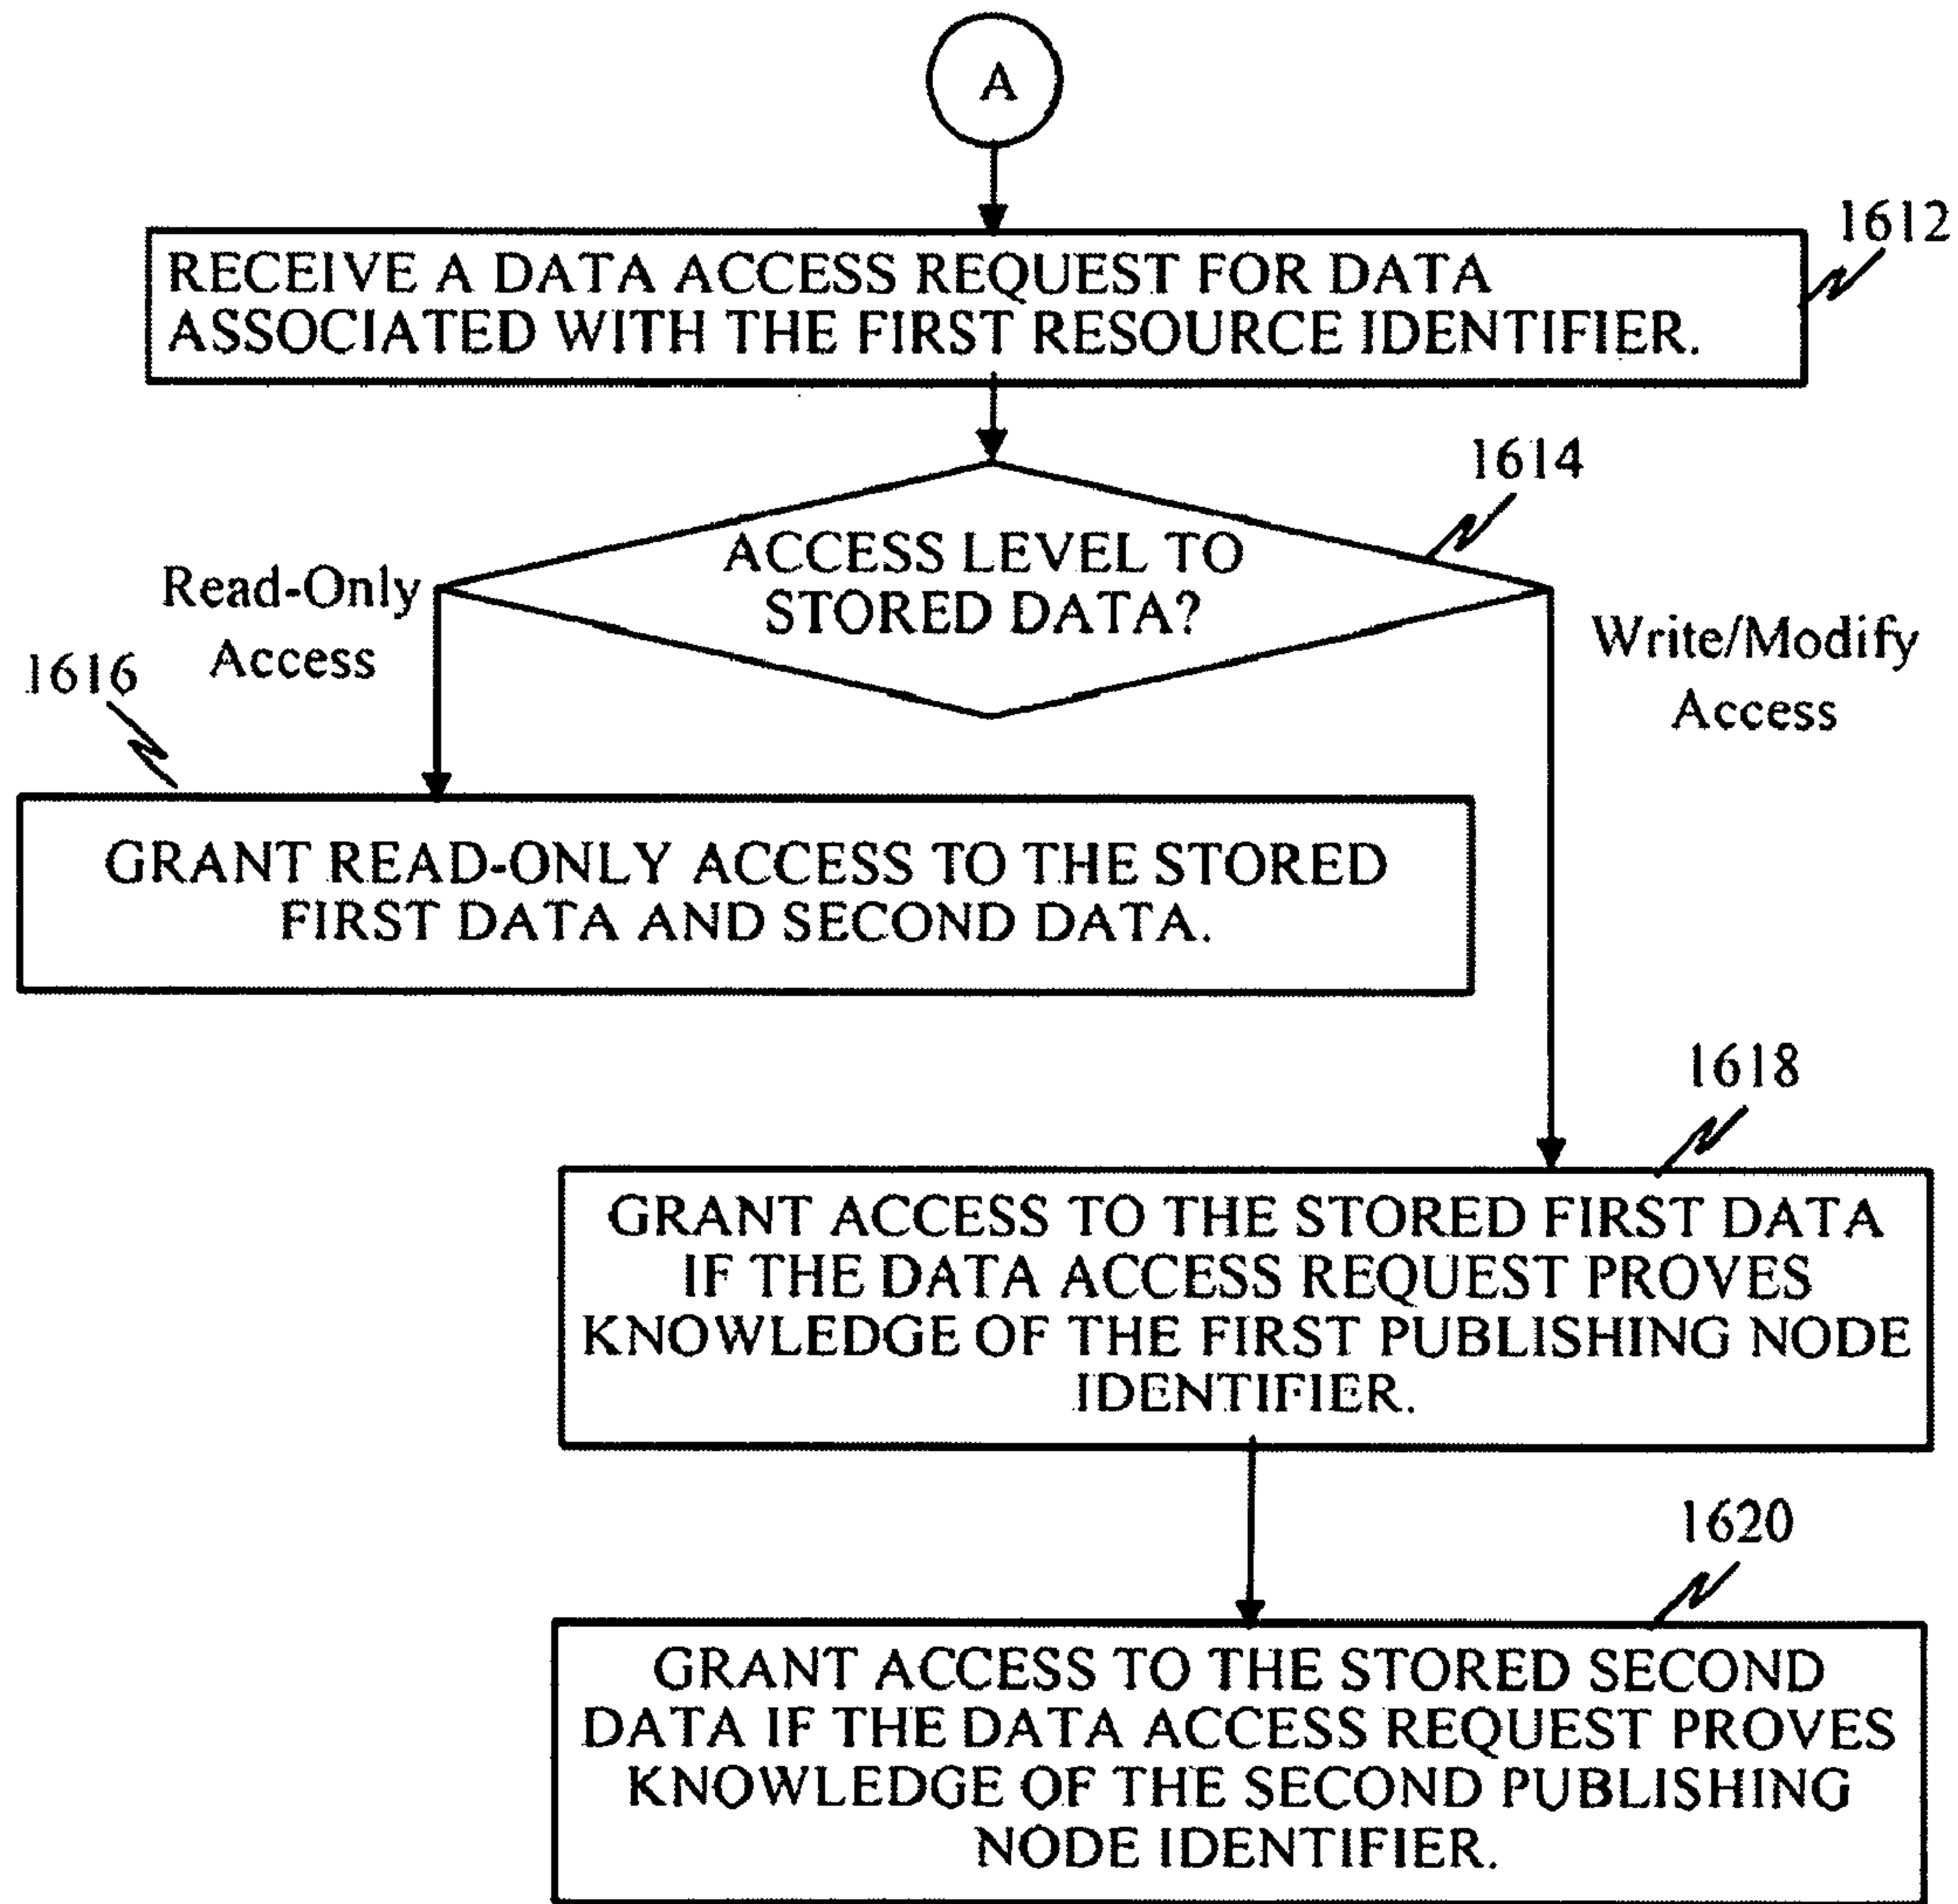 A
1612
RECEIVE A DATA ACCESS REQUEST FOR DATA
ASSOCIATED WITH THE FIRST RESOURCE IDENTIFIER.
1614
ACCESS LEVEL TO
STORED DATA?
Read-Only
Access
Write/Modify
Access
1616
GRANT READ-ONLY ACCESS TO THE STORED
FIRST DATA AND SECOND DATA.
1618
GRANT ACCESS TO THE STORED FIRST DATA
IF THE DATA ACCESS REQUEST PROVES
KNOWLEDGE OF THE FIRST PUBLISHING NODE
IDENTIFIER.
1620
GRANT ACCESS TO THE STORED SECOND
DATA IF THE DATA ACCESS REQUEST PROVES
KNOWLEDGE OF THE SECOND PUBLISHING
NODE IDENTIFIER.